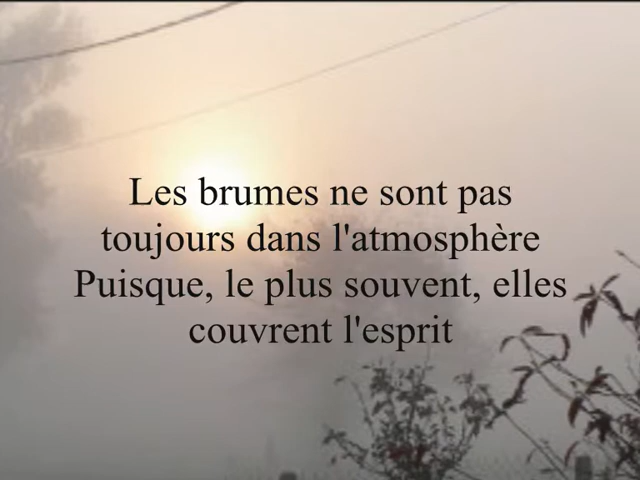 Les brumes ne sont pas
toujours dans l'atmosphère
Puisque, le plus souvent, elles
couvrent l'esprit